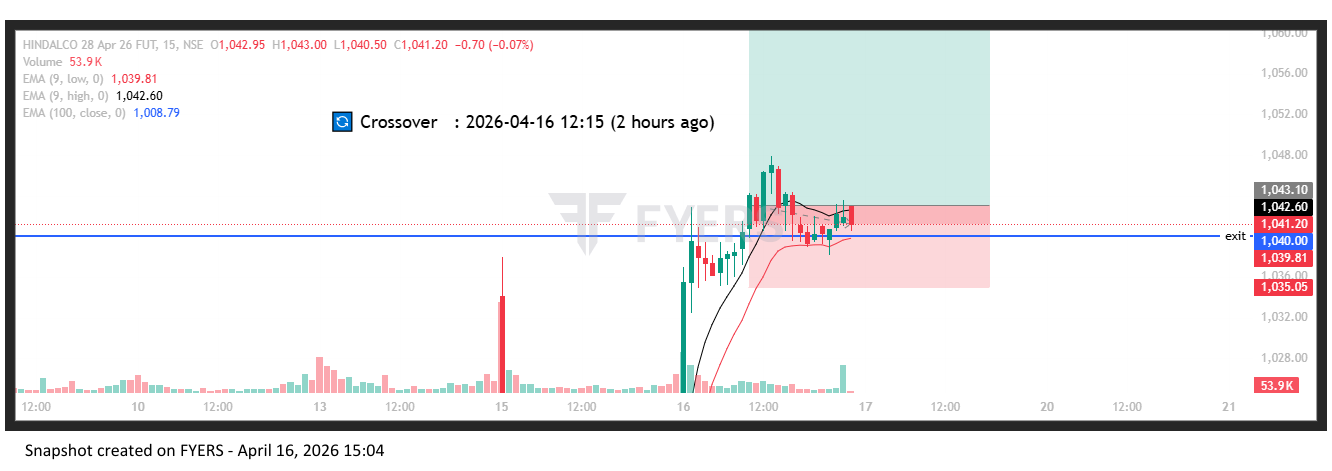 HINDALCO 28 Apr 26 FUT, 15, NSE O1,042.95 H1,043.00 L1,040.50 C1,041.20 −0.70 (−0.07%)
Volume 53.9 K
EMA (9, low, 0) 1,039.81
EMA (9, high, 0) 1,042.60
EMA (100, close, 0) 1,008.79
Crossover : 2026-04-16 12:15 (2 hours ago)
FYERS
1,060.00
1,056.00
1,052.00
1,048.00
1,043.10
1,042.60
1,041.20
exit
1,040.00
1,039.81
1,036.00
1,035.05
1,032.00
1,028.00
53.9 K
12:00 10 12:00 13 12:00 15 12:00 16 12:00 17 12:00 20 12:00 21
Snapshot created on FYERS - April 16, 2026 15:04